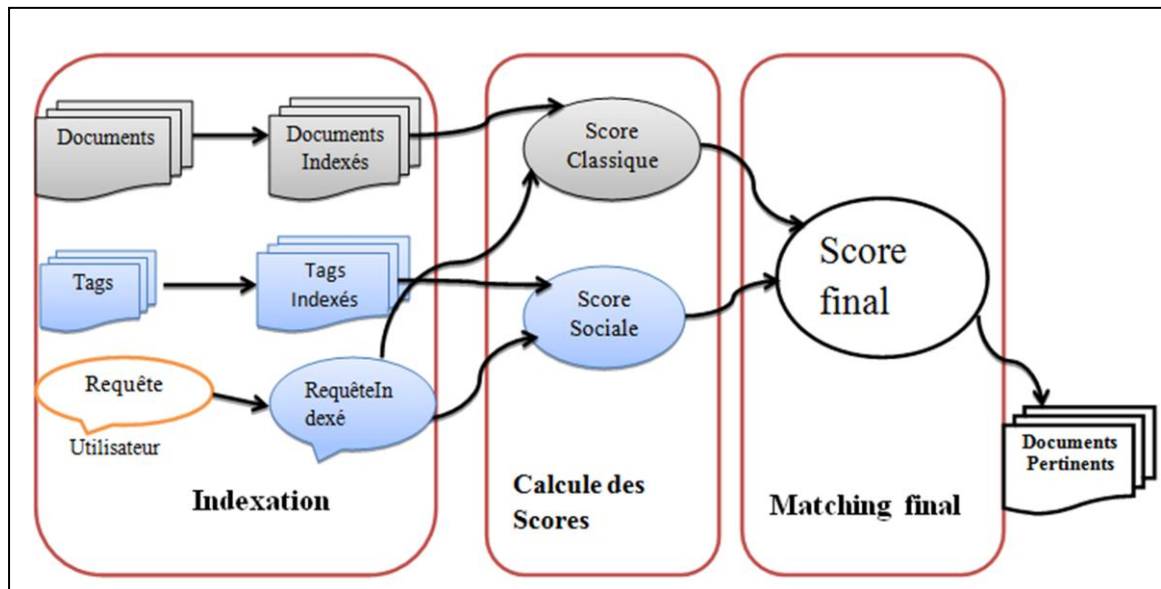 Documents
Documents
Indexés
Score
Classique
Tags
Tags
Indexés
Score
Sociale
Score
final
Requête
Utilisateur
RequêteIn
dexé
Documents
Pertinents
Indexation
Calcule des
Scores
Matching final